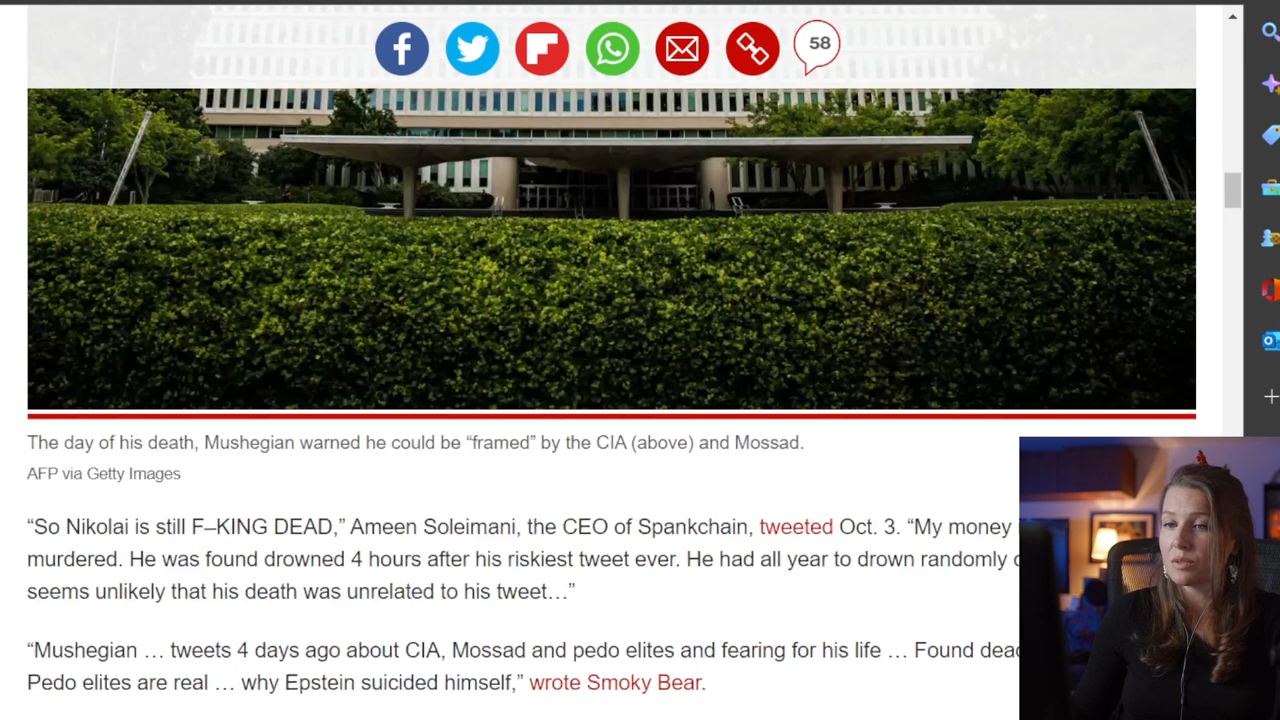 58
The day of his death, Mushegian warned he could be “framed” by the CIA (above) and Mossad.
AFP via Getty Images
“So Nikolai is still F–KING DEAD,” Ameen Soleimani, the CEO of Spankchain, tweeted Oct. 3. “My money
murdered. He was found drowned 4 hours after his riskiest tweet ever. He had all year to drown randomly
seems unlikely that his death was unrelated to his tweet…”
“Mushegian … tweets 4 days ago about CIA, Mossad and pedo elites and fearing for his life … Found
Pedo elites are real … why Epstein suicided himself,” wrote Smoky Bear.